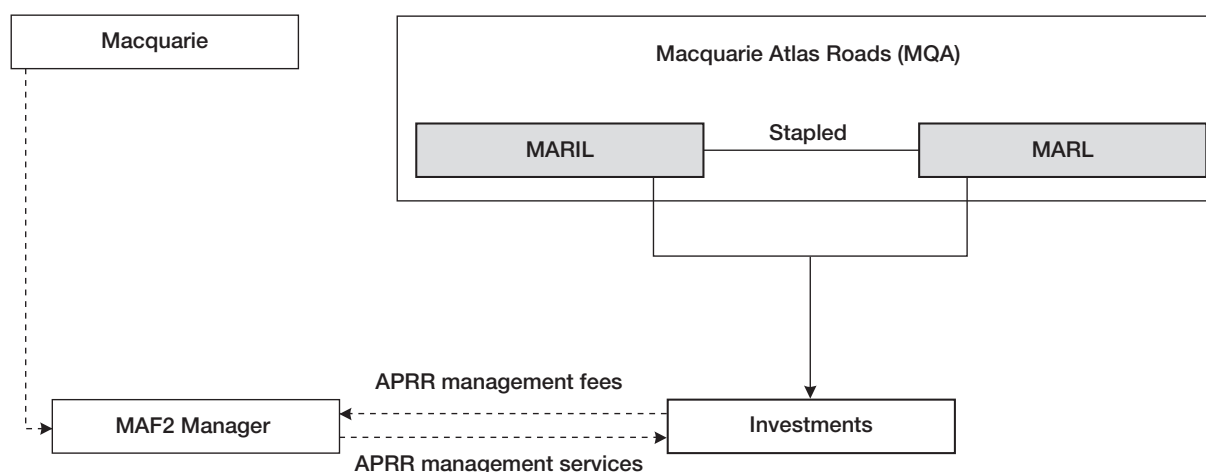 Macquarie
Macquarie Atlas Roads (MQA)
MARIL
Stapled
MARL
APRR management fees
MAF2 Manager
Investments
APRR management services